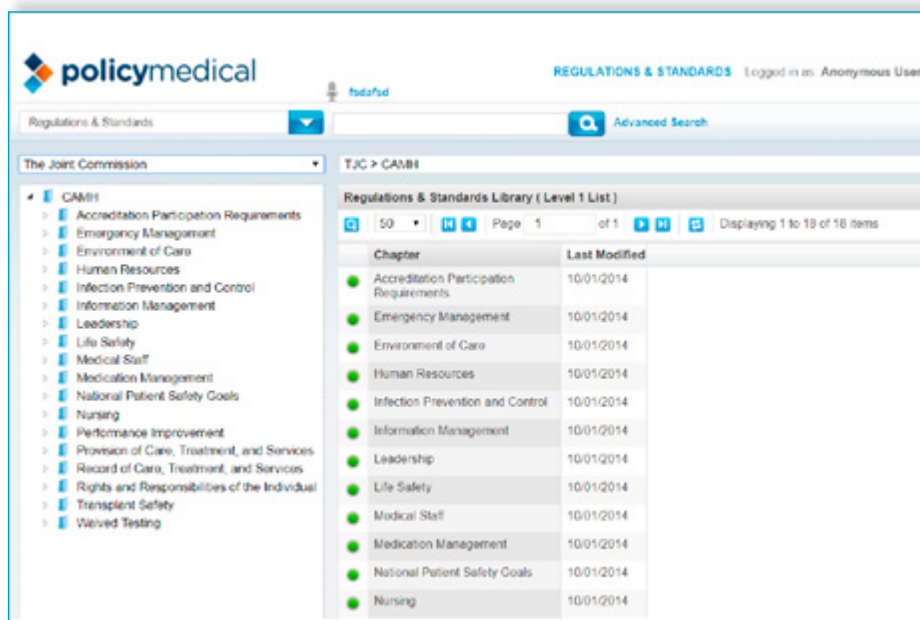 policymedical
REGULATIONS & STANDARDS Logged in as Anonymous User
fsdafsd
Regulations & Standards
Advanced Search
The Joint Commission
TJC > CAMH
CAMH
Accreditation Participation Requirements
Emergency Management
Environment of Care
Human Resources
Infection Prevention and Control
Information Management
Leadership
Life Safety
Medical Staff
Medication Management
National Patient Safety Goals
Nursing
Performance Improvement
Provision of Care, Treatment, and Services
Record of Care, Treatment, and Services
Rights and Responsibilities of the Individual
Transplant Safety
Waived Testing
Regulations & Standards Library ( Level 1 List )
50 Page 1 of 1 Displaying 1 to 18 of 18 items
Chapter Last Modified
Accreditation Participation 10/01/2014
Requirements
Emergency Management 10/01/2014
Environment of Care 10/01/2014
Human Resources 10/01/2014
Infection Prevention and Control 10/01/2014
Information Management 10/01/2014
Leadership 10/01/2014
Life Safety 10/01/2014
Medical Staff 10/01/2014
Medication Management 10/01/2014
National Patient Safety Goals 10/01/2014
Nursing 10/01/2014